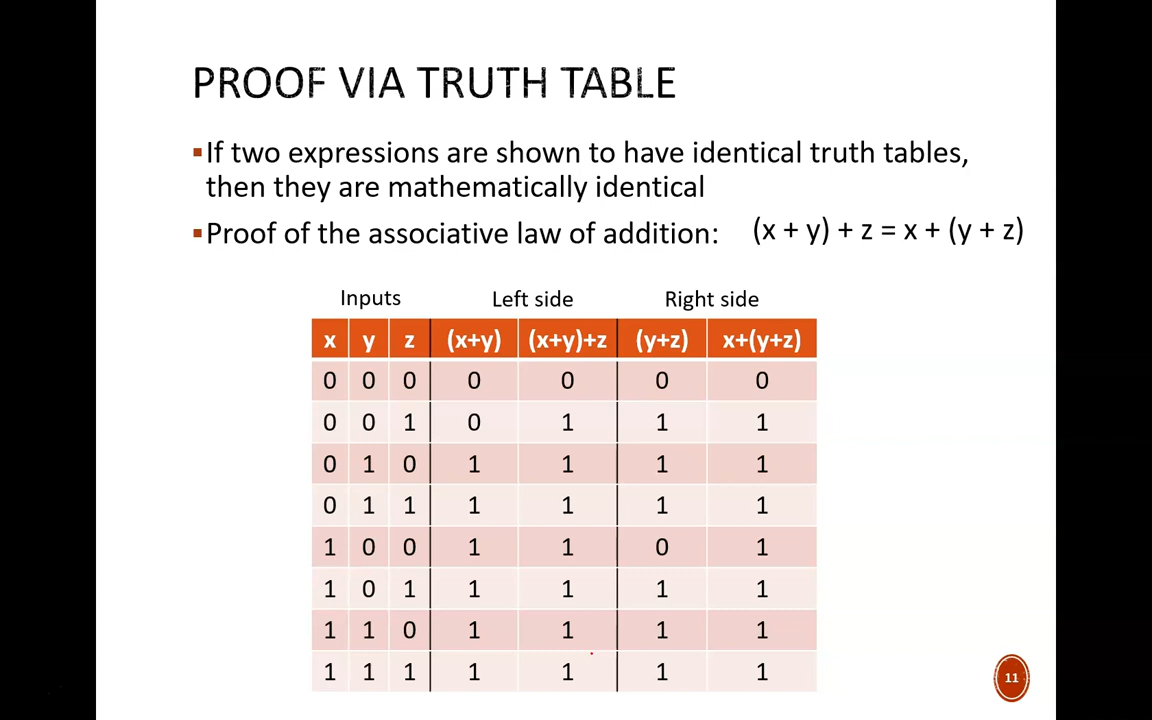 PROOF VIA TRUTH TABLE
▪If two expressions are shown to have identical truth tables,
then they are mathematically identical
▪Proof of the associative law of addition: (x + y) + z = x + (y + z)
Inputs Left side Right side
x y z (x+y) (x+y)+z (y+z) x+(y+z)
0 0 0 0 0 0 0
0 0 1 0 1 1 1
0 1 0 1 1 1 1
0 1 1 1 1 1 1
1 0 0 1 1 0 1
1 0 1 1 1 1 1
1 1 0 1 1 1 1
1 1 1 1 1 1 1
11